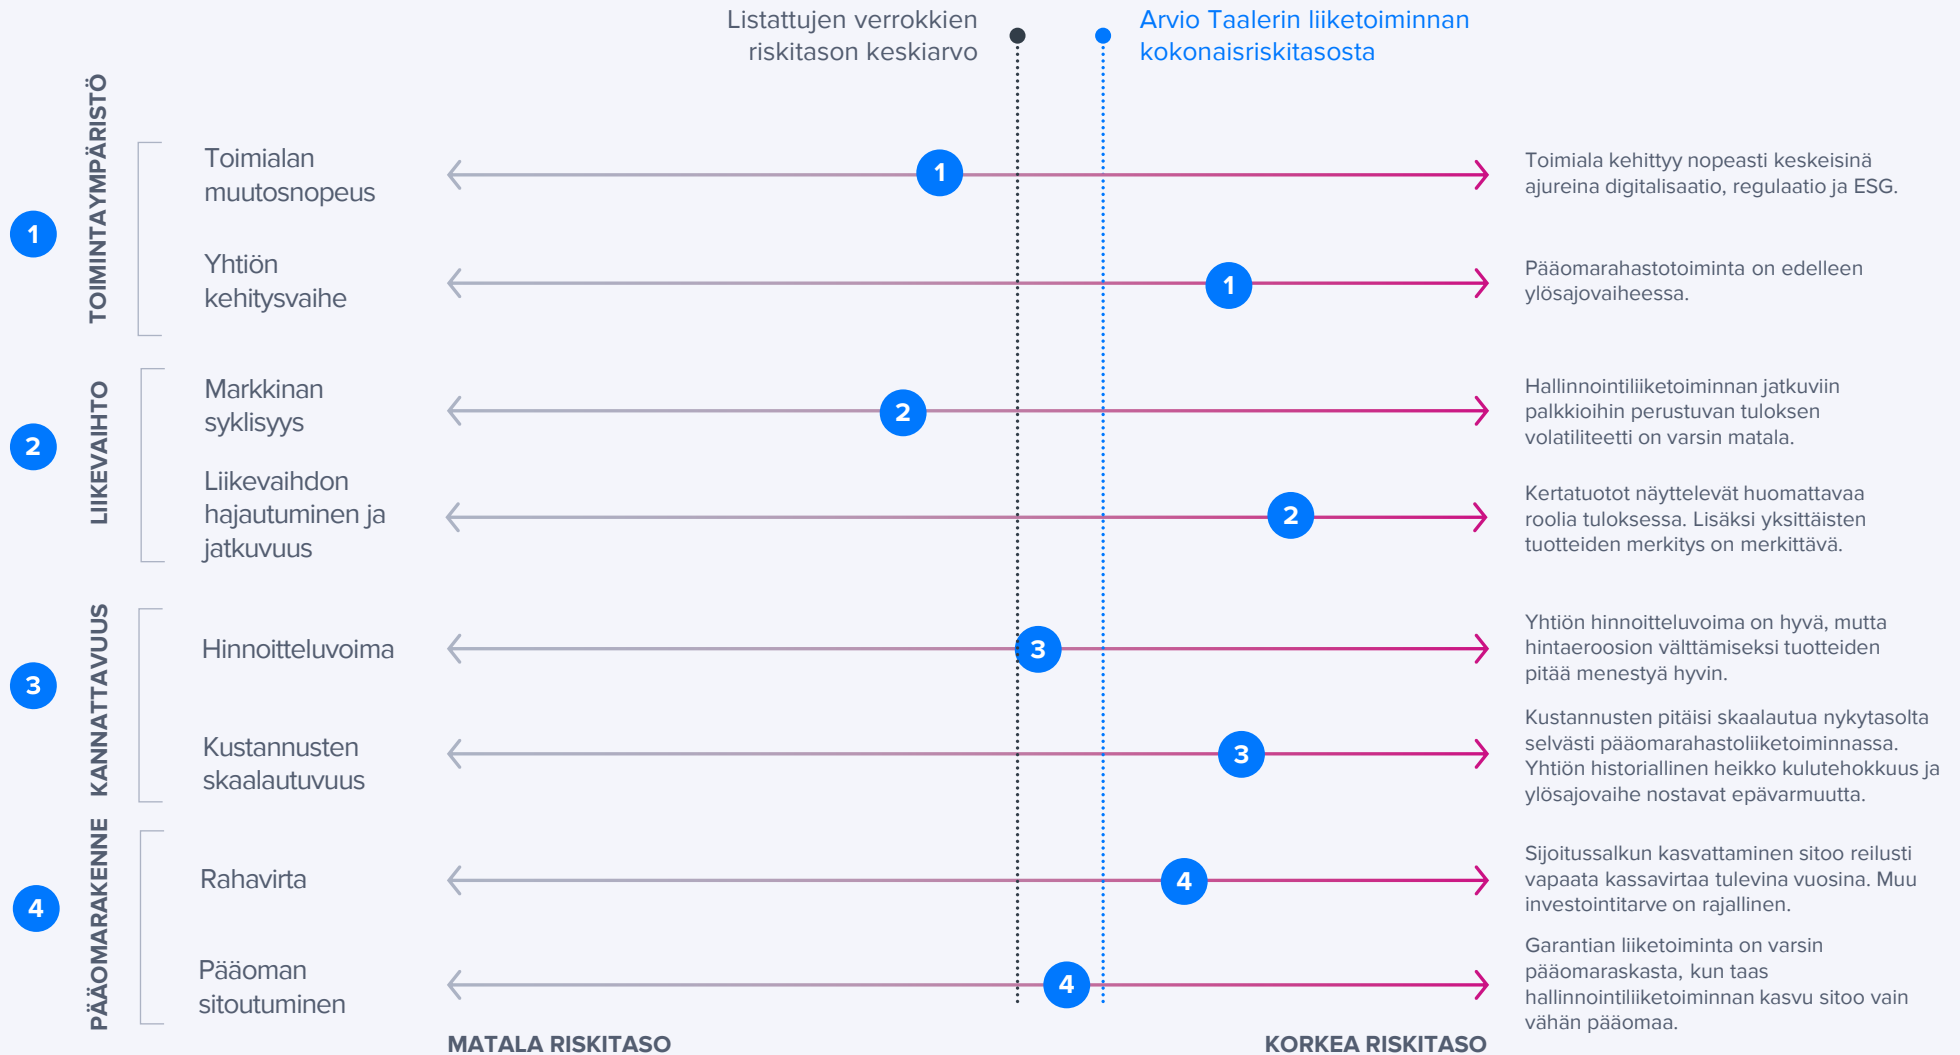 Listattujen verrokkien
riskitason keskiarvo
Arvio Taalerin liiketoiminnan
kokonaisriskitasosta
1
TOIMINTAYMPÄRISTÖ
Toimialan
muutosnopeus
1
Toimiala kehittyy nopeasti keskeisinä
ajureina digitalisaatio, regulaatio ja ESG.
Yhtiön
kehitysvaihe
1
Pääomarahastotoiminta on edelleen
ylösajovaiheessa.
2
LIIKEVAIHTO
Markkinan
syklisyys
2
Hallinnointiliiketoiminnan jatkuviin
palkkioihin perustuvan tuloksen
volatiliteetti on varsin matala.
Liikevaihdon
hajautuminen ja
jatkuvuus
2
Kertatuotot näyttelevät huomattavaa
roolia tuloksessa. Lisäksi yksittäisten
tuotteiden merkitys on merkittävä.
3
KANNATTAVUUS
Hinnoitteluvoima
3
Yhtiön hinnoitteluvoima on hyvä, mutta
hintaeroosion välttämiseksi tuotteiden
pitää menestyä hyvin.
Kustannusten
skaalautuvuus
3
Kustannusten pitäisi skaalautua nykytasolta
selvästi pääomarahastoliiketoiminnassa.
Yhtiön historiallinen heikko kulutehokkuus ja
ylösajovaihe nostavat epävarmuutta.
4
PÄÄOMARAKENNE
Rahavirta
4
Sijoitussalkun kasvattaminen sitoo reilusti
vapaata kassavirtaa tulevina vuosina. Muu
investointitarve on rajallinen.
Pääoman
sitoutuminen
4
Garantian liiketoiminta on varsin
pääomaraskasta, kun taas
hallinnointiliiketoiminnan kasvu sitoo vain
vähän pääomaa.
MATALA RISKITASO
KORKEA RISKITASO